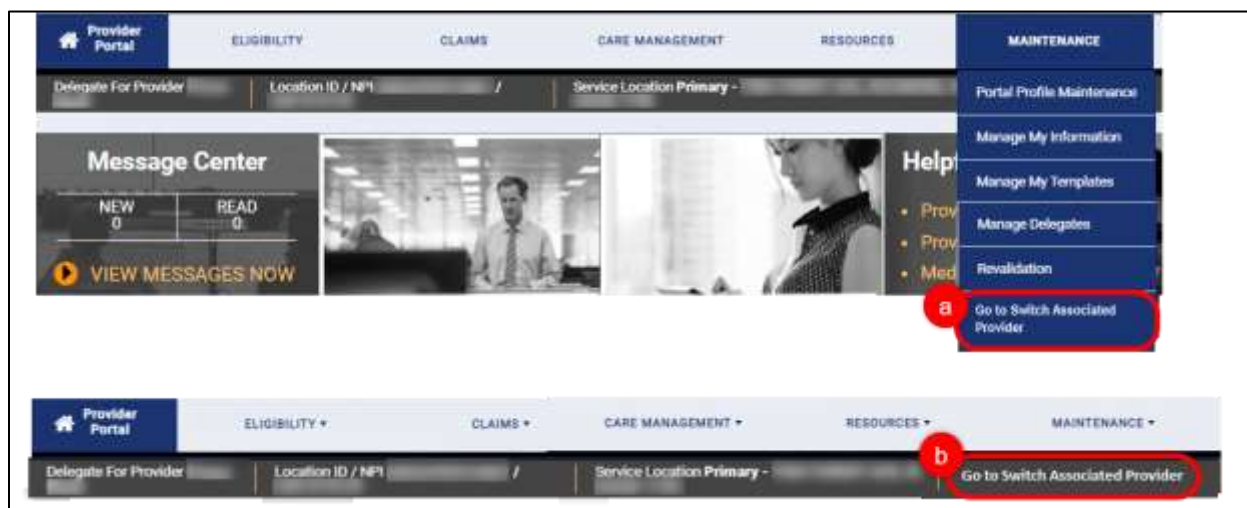 Provider
Portal
ELIGIBILITY
CLAIMS
CARE MANAGEMENT
RESOURCES
MAINTENANCE
Delegate For Provider
Location ID / NPI /
Service Location Primary -
Portal Profile Maintenance
Manage My Information
Manage My Templates
Manage Delegates
Revalidation
a
Go to Switch Associated
Provider
Message Center
NEW
0
READ
0
VIEW MESSAGES NOW
Help
• Prov
• Prov
• Med
Provider
Portal
ELIGIBILITY
CLAIMS
CARE MANAGEMENT
RESOURCES
MAINTENANCE
Delegate For Provider
Location ID / NPI /
Service Location Primary -
b
Go to Switch Associated Provider